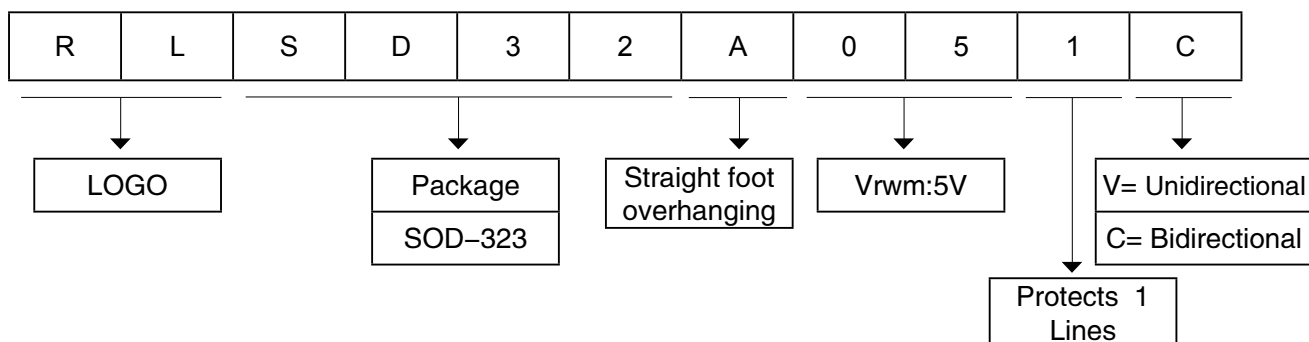 R L S D 3 2 A 0 5 1 C
LOGO
Package
SOD–323
Straight foot
overhanging
Vrwm:5V
V= Unidirectional
C= Bidirectional
Protects 1
Lines